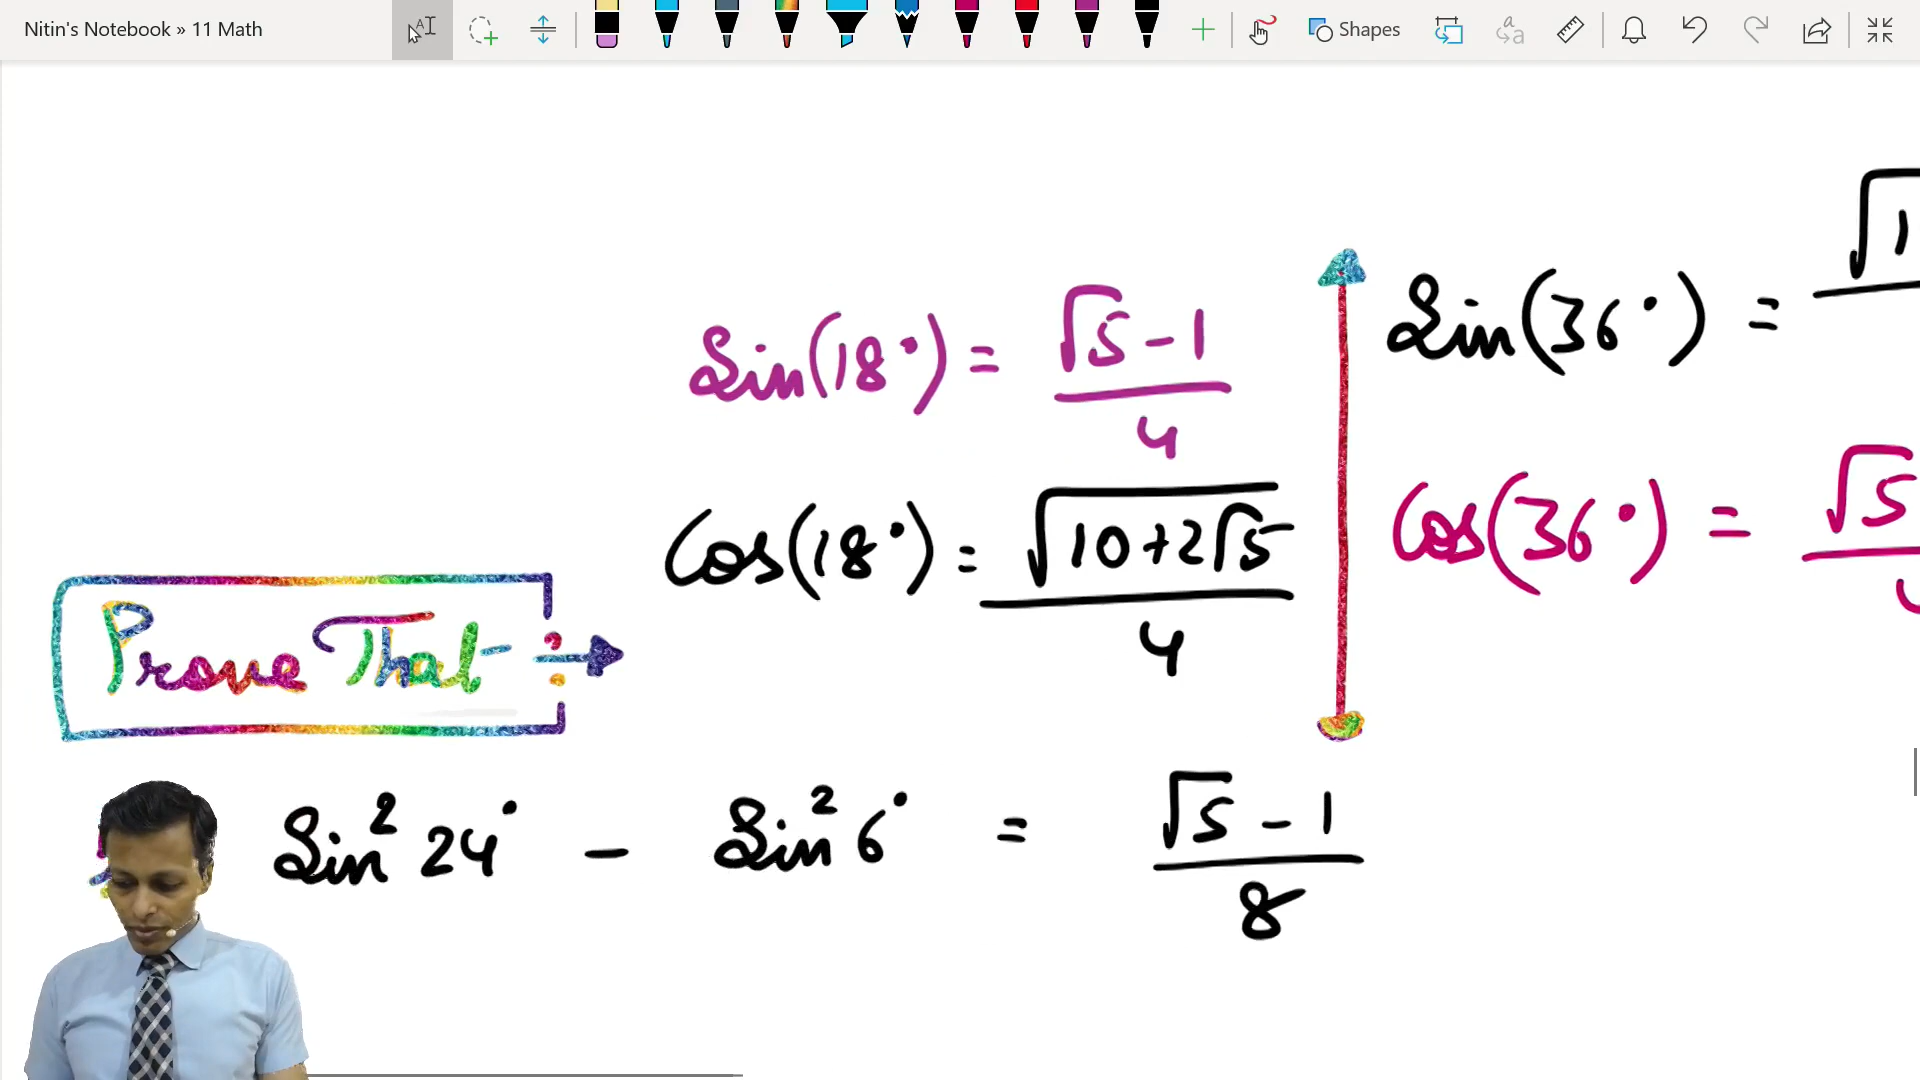 Nitin's Notebook » 11 Math
Shapes
Sin(18°) = √5 - 1 / 4
Sin(36°) = √1
Cos(18°) = √10+2√5 / 4
Cos(36°) = √5
Prove That :
Sin² 24° - Sin² 6° = √5 - 1 / 8